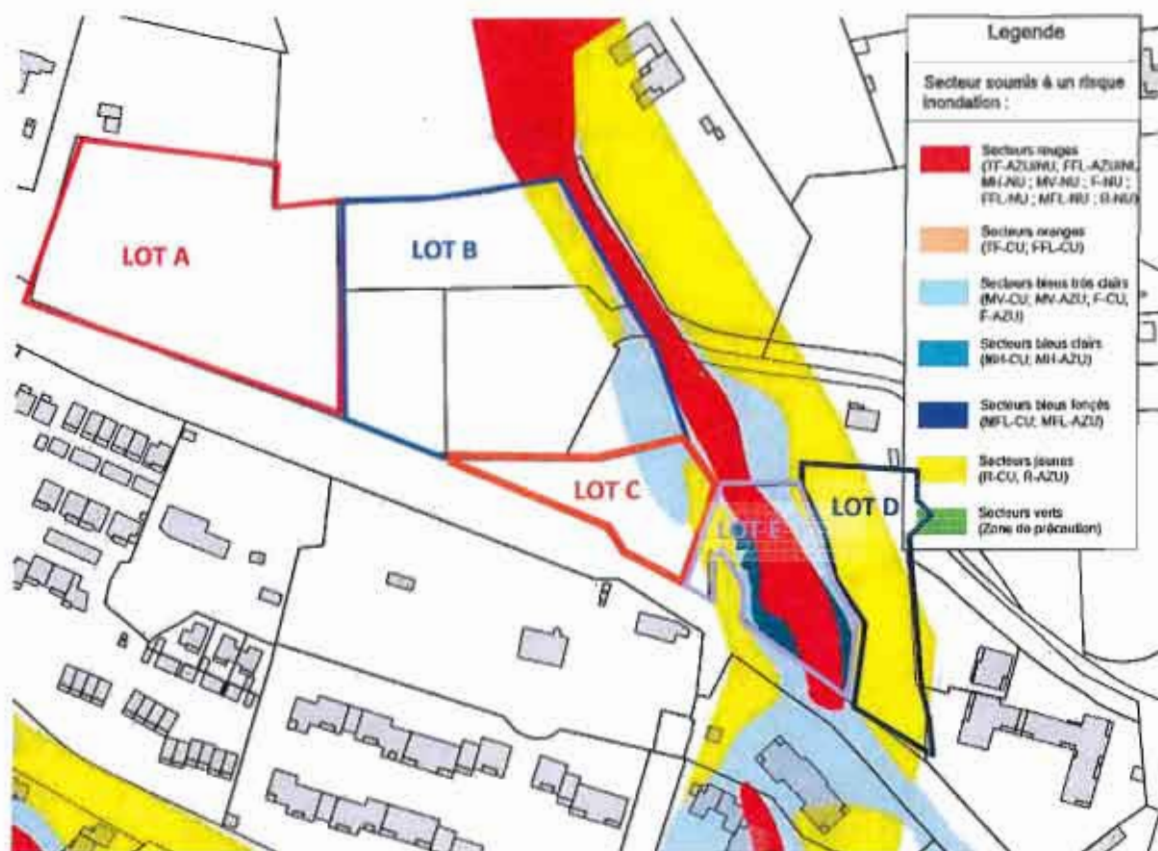 Legende
Secteur soumis à un risque
inondation :
Secteurs rouges
(TF-AZU/NU, FFL-AZU/NU,
MH-NU ; MV-NU ; F-NU ;
FFL-NU ; MFL-NU ; R-NU)
Secteurs oranges
(TF-CU; FFL-CU)
Secteurs bleus très clairs
(MV-CU; MV-AZU; F-CU,
F-AZU)
Secteurs bleus clairs
(MH-CU; MH-AZU)
Secteurs bleus fonçés
(MFL-CU; MFL-AZU)
Secteurs jaunes
(R-CU, R-AZU)
Secteurs verts
(Zone de précaution)
LOT A
LOT B
LOT C
LOT D
LOT E